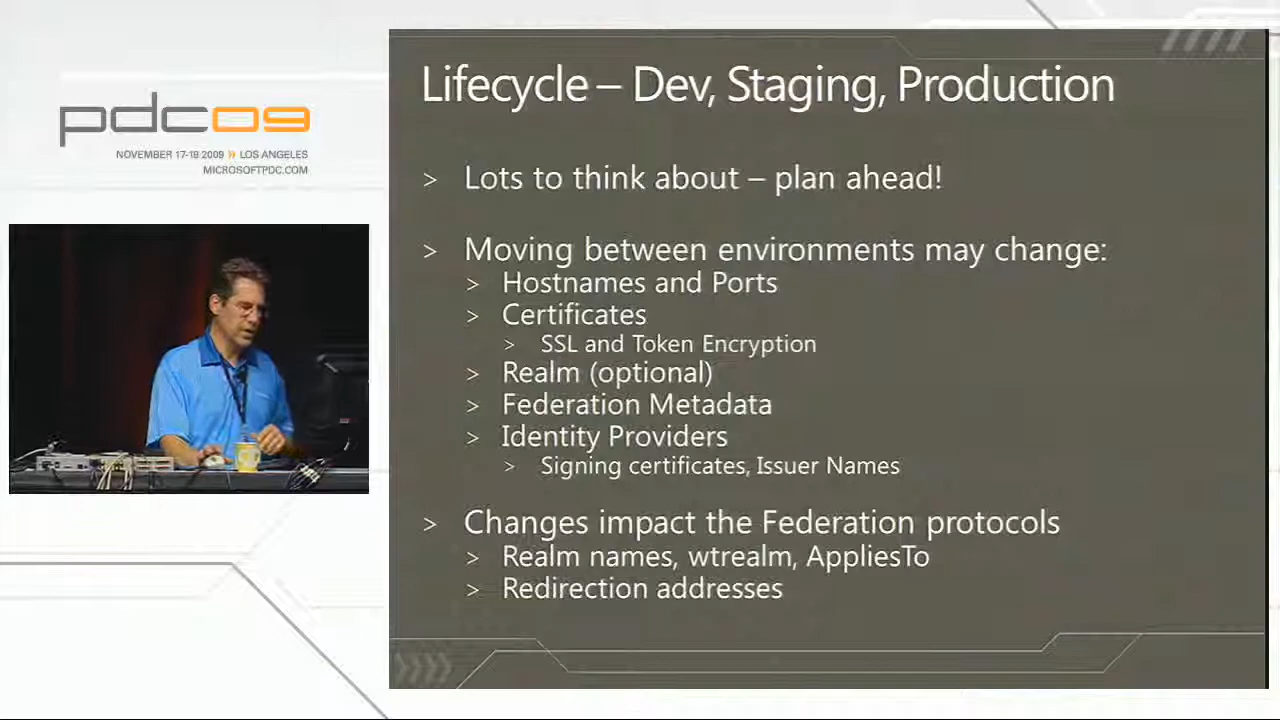 pdc09
NOVEMBER 17-19 2009 » LOS ANGELES
MICROSOFTPDC.COM
Lifecycle – Dev, Staging, Production
> Lots to think about – plan ahead!
> Moving between environments may change:
> Hostnames and Ports
> Certificates
> SSL and Token Encryption
> Realm (optional)
> Federation Metadata
> Identity Providers
> Signing certificates, Issuer Names
> Changes impact the Federation protocols
> Realm names, wtrealm, AppliesTo
> Redirection addresses